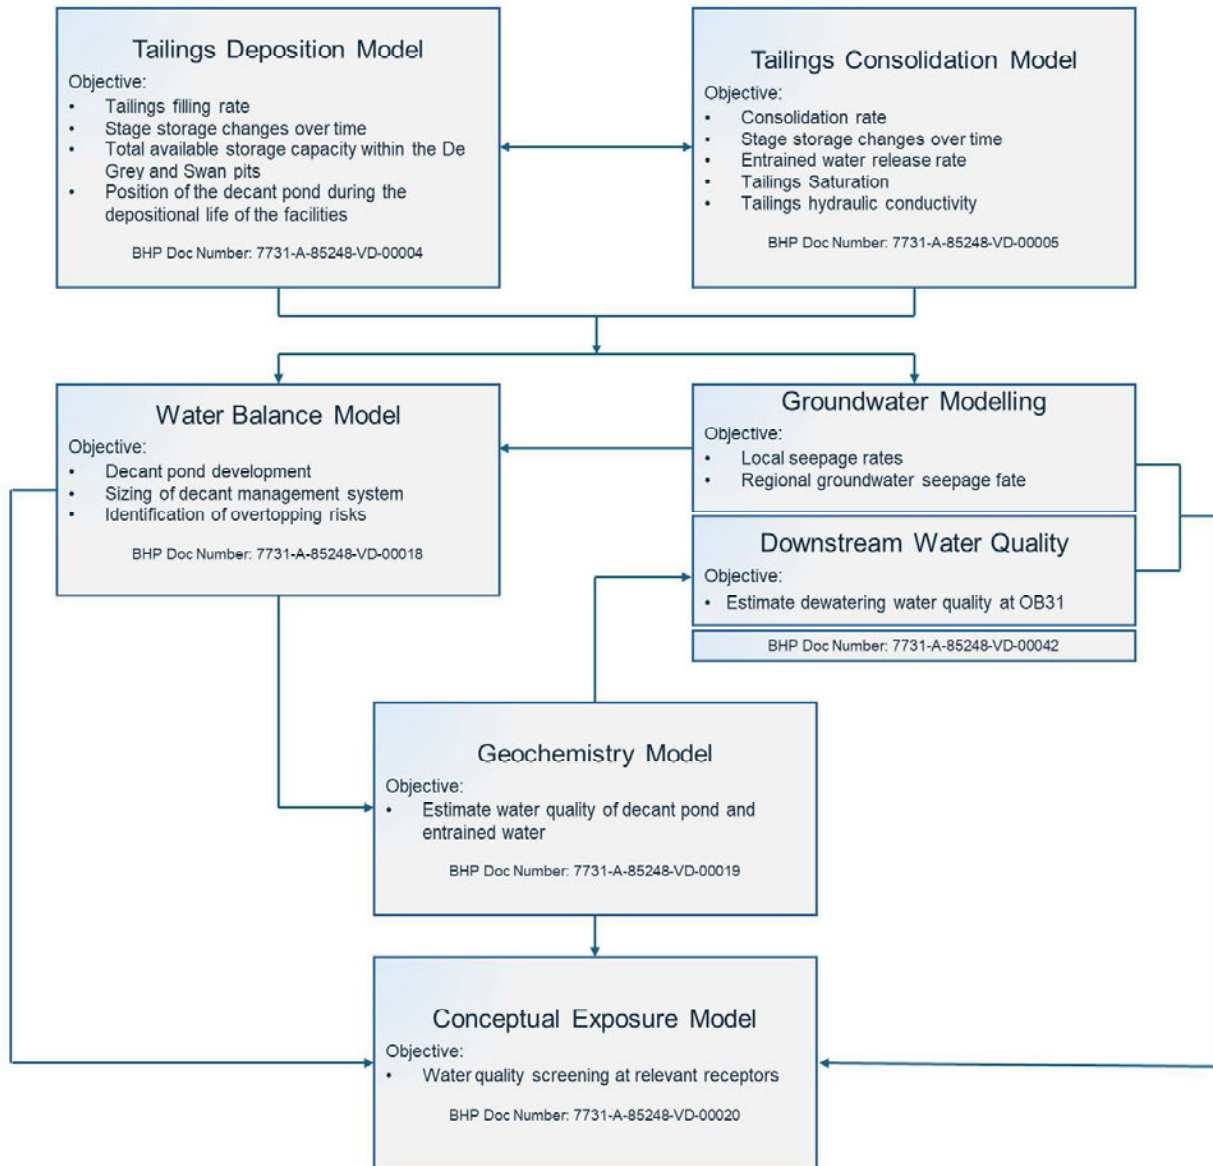 Tailings Deposition Model
Objective:
• Tailings filling rate
• Stage storage changes over time
• Total available storage capacity within the De
Grey and Swan pits
• Position of the decant pond during the
depositional life of the facilities
BHP Doc Number: 7731-A-85248-VD-00004
Tailings Consolidation Model
Objective:
• Consolidation rate
• Stage storage changes over time
• Entrained water release rate
• Tailings Saturation
• Tailings hydraulic conductivity
BHP Doc Number: 7731-A-85248-VD-00005
Water Balance Model
Objective:
• Decant pond development
• Sizing of decant management system
• Identification of overtopping risks
BHP Doc Number: 7731-A-85248-VD-00018
Groundwater Modelling
Objective:
• Local seepage rates
• Regional groundwater seepage fate
Downstream Water Quality
Objective:
• Estimate dewatering water quality at OB31
BHP Doc Number: 7731-A-85248-VD-00042
Geochemistry Model
Objective:
• Estimate water quality of decant pond and
entrained water
BHP Doc Number: 7731-A-85248-VD-00019
Conceptual Exposure Model
Objective:
• Water quality screening at relevant receptors
BHP Doc Number: 7731-A-85248-VD-00020